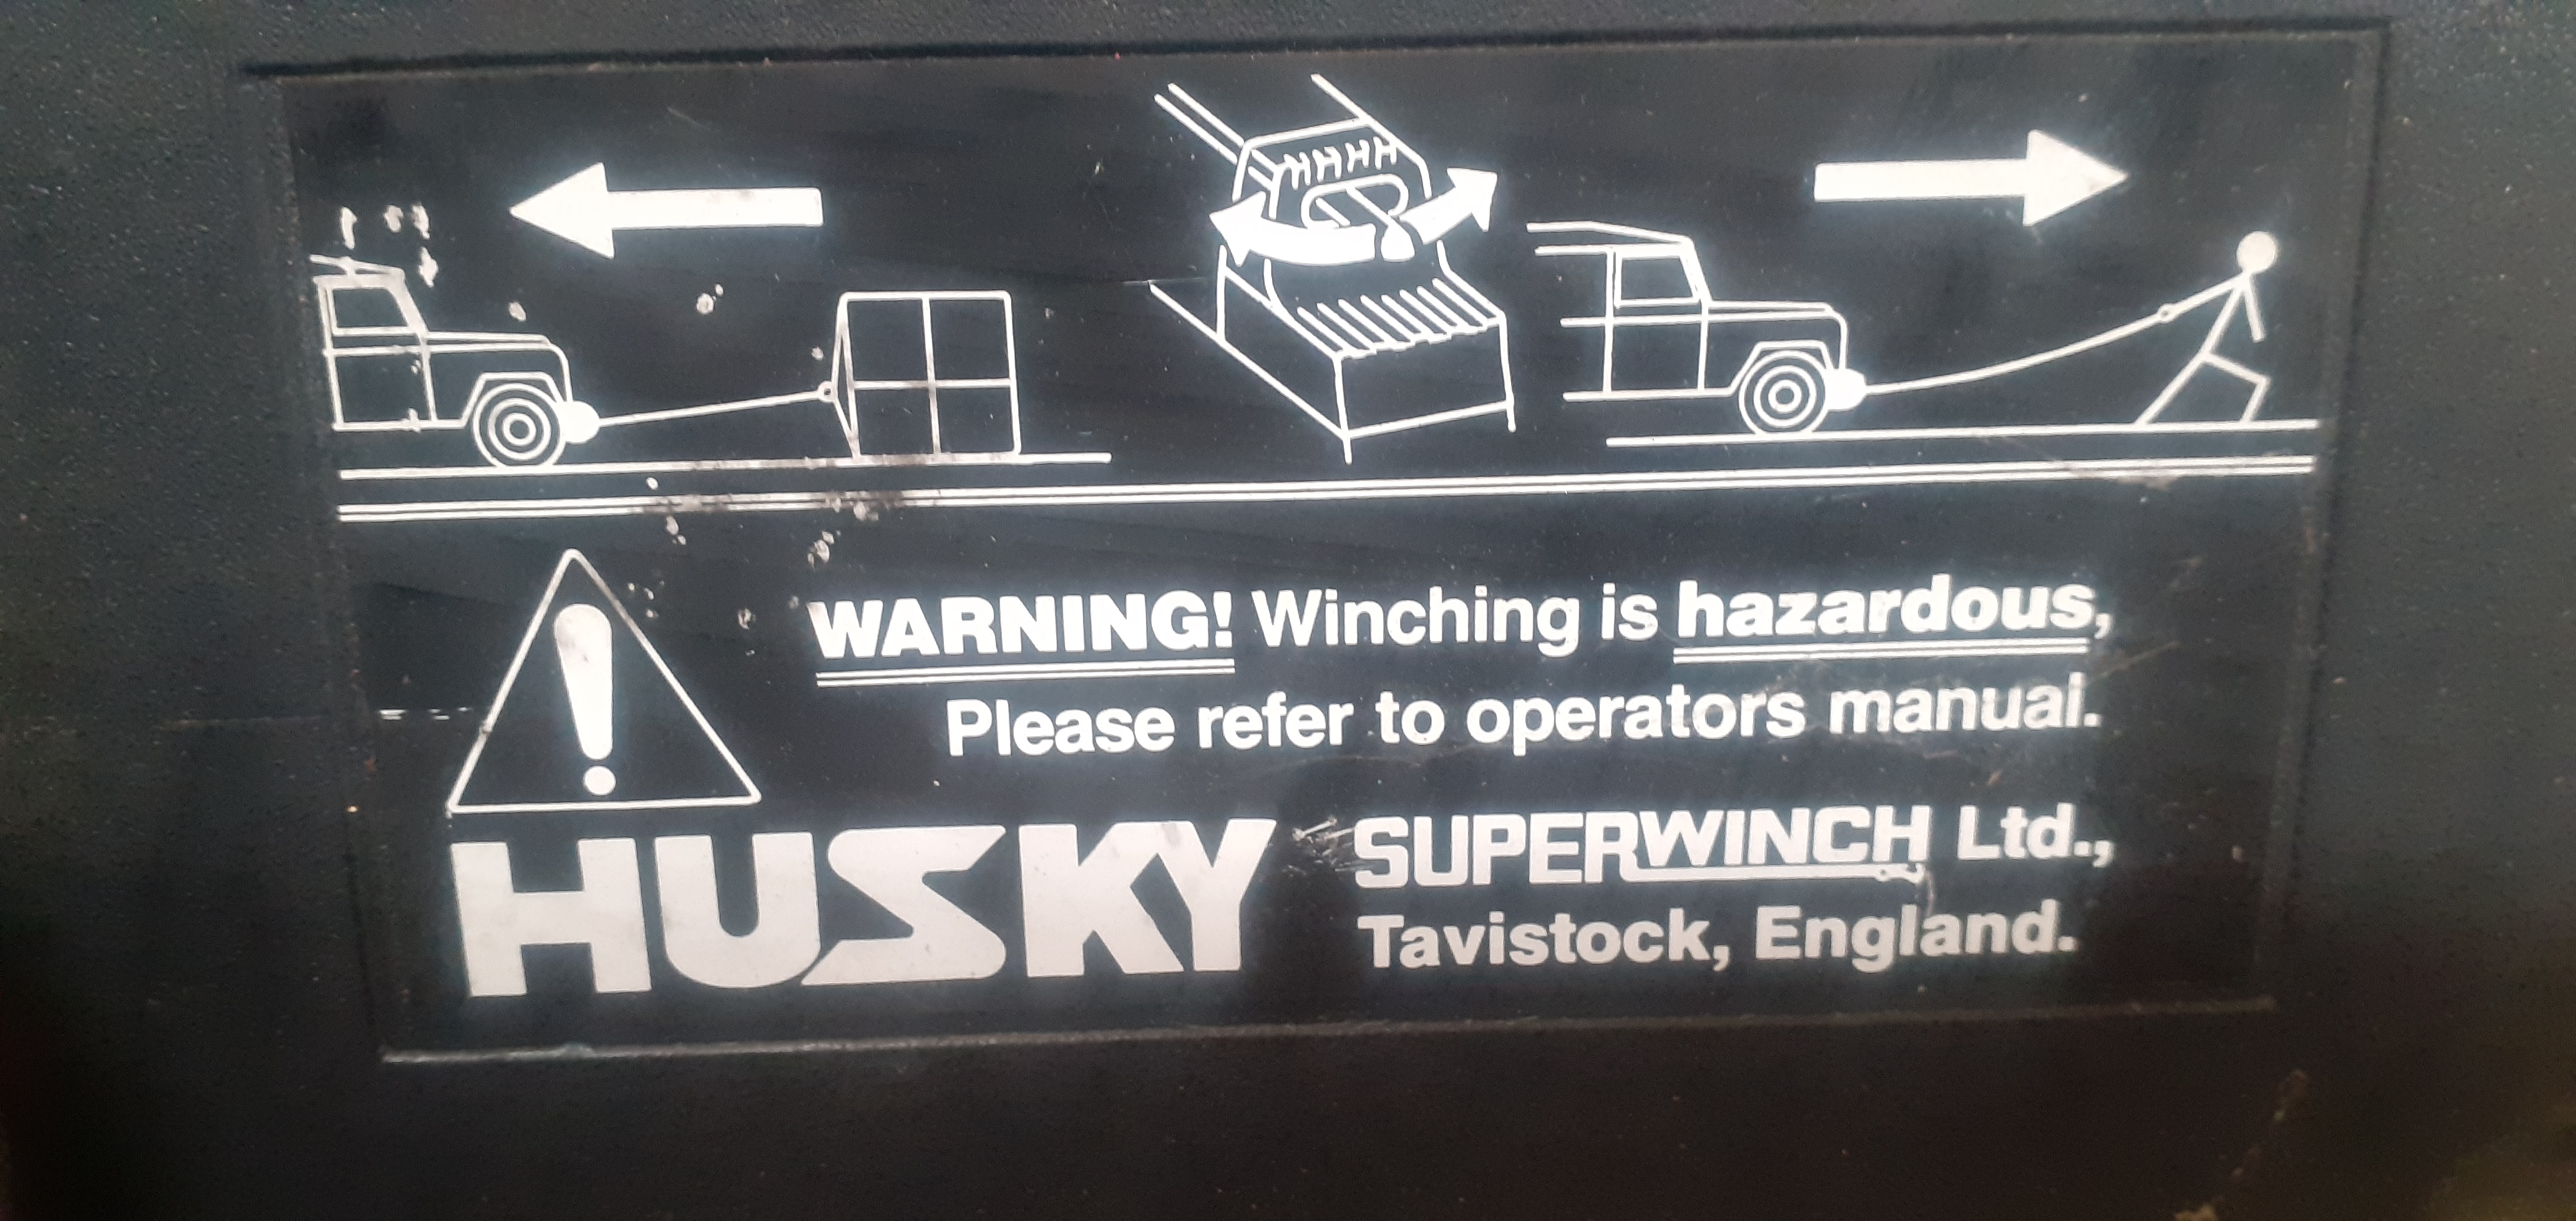 WARNING! Winching is hazardous,
Please refer to operators manual.
HUSKY
SUPERWINCH Ltd.,
Tavistock, England.